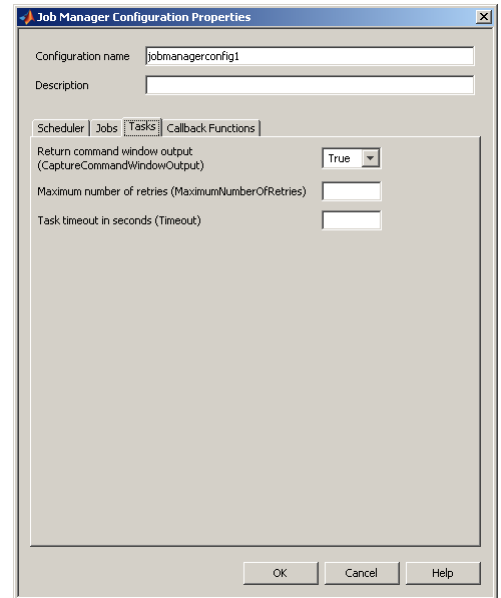 Job Manager Configuration Properties
Configuration name jobmanagerconfig1
Description
Scheduler Jobs Tasks Callback Functions
Return command window output
(CaptureCommandWindowOutput) True
Maximum number of retries (MaximumNumberOfRetries)
Task timeout in seconds (Timeout)
OK Cancel Help